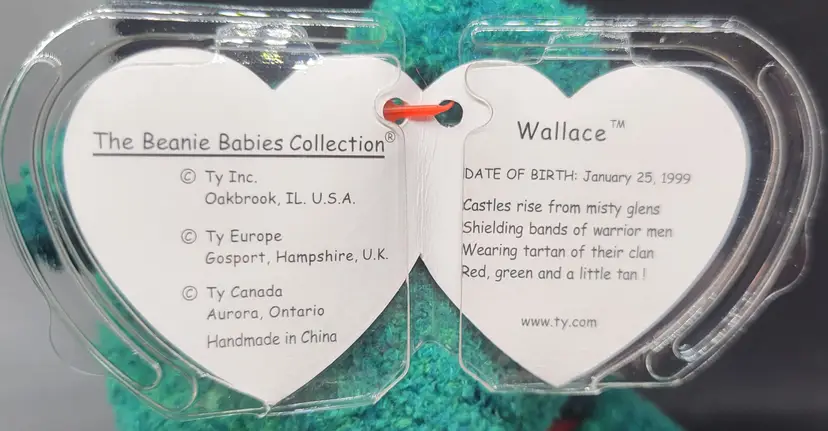 The Beanie Babies Collection®
© Ty Inc.
Oakbrook, IL. U.S.A.
© Ty Europe
Gosport, Hampshire, U.K.
© Ty Canada
Aurora, Ontario
Handmade in China
Wallace™
DATE OF BIRTH: January 25, 1999
Castles rise from misty glens
Shielding bands of warrior men
Wearing tartan of their clan
Red, green and a little tan !
www.ty.com